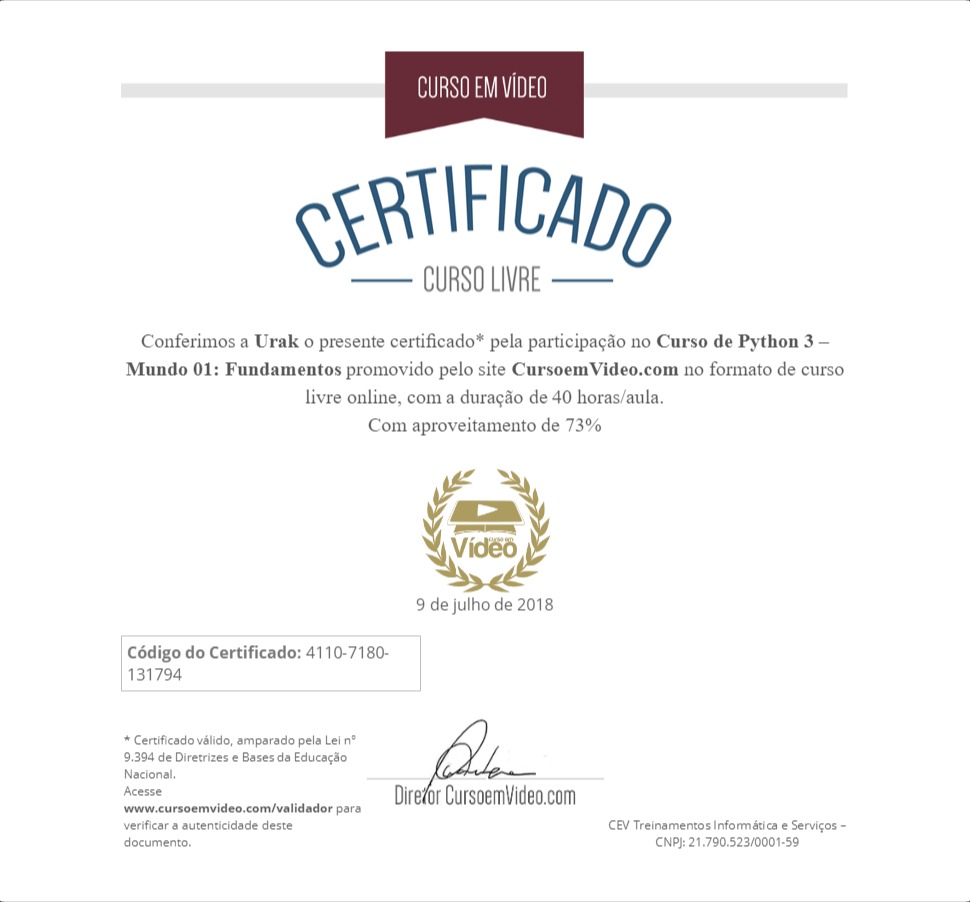 CURSO EM VÍDEO
CERTIFICADO
CURSO LIVRE
Conferimos a Urak o presente certificado* pela participação no Curso de Python 3 –
Mundo 01: Fundamentos promovido pelo site CursoemVideo.com no formato de curso
livre online, com a duração de 40 horas/aula.
Com aproveitamento de 73%
curso em
Vídeo
9 de julho de 2018
Código do Certificado: 4110-7180-
131794
* Certificado válido, amparado pela Lei nº
9.394 de Diretrizes e Bases da Educação
Nacional.
Acesse
www.cursoemvideo.com/validador para
verificar a autenticidade deste
documento.
Diretor CursoemVideo.com
CEV Treinamentos Informática e Serviços –
CNPJ: 21.790.523/0001-59